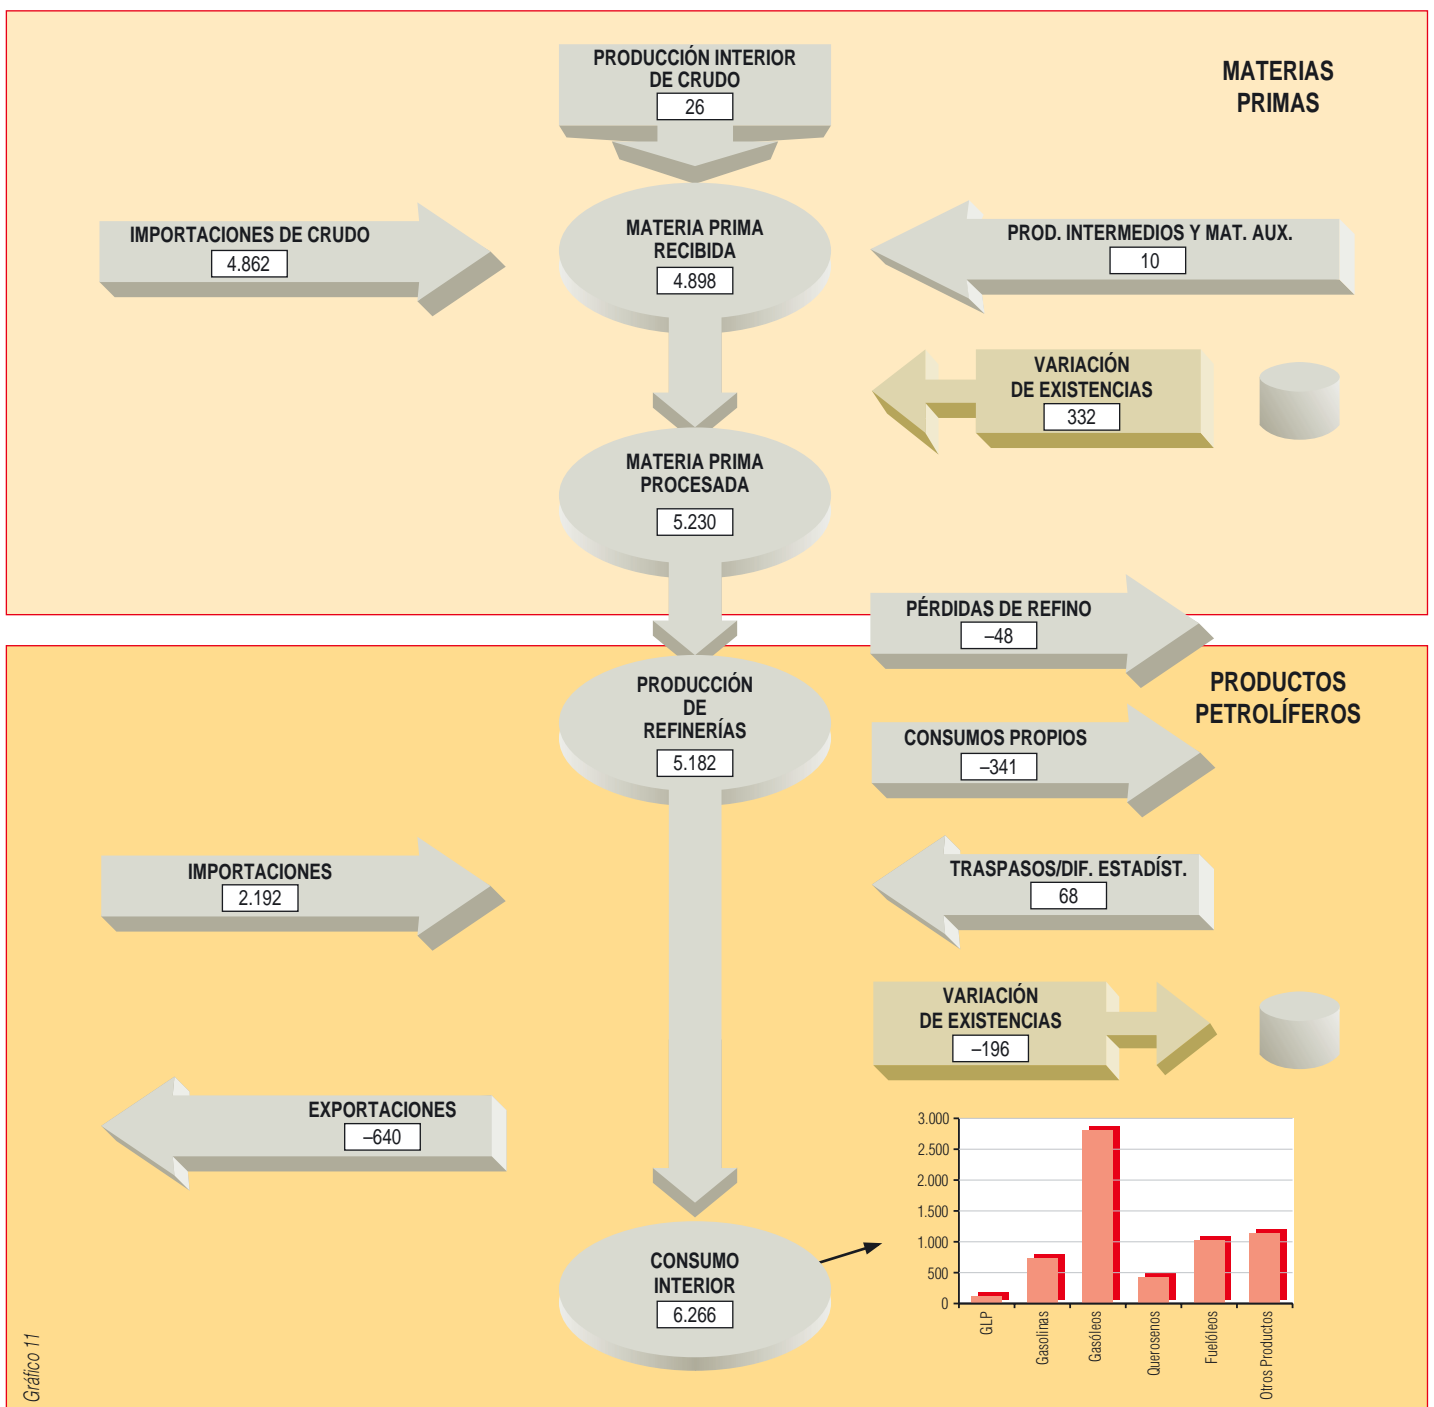 PRODUCCIÓN INTERIOR
DE CRUDO
26
MATERIAS
PRIMAS
IMPORTACIONES DE CRUDO
4.862
MATERIA PRIMA
RECIBIDA
4.898
PROD. INTERMEDIOS Y MAT. AUX.
10
VARIACIÓN
DE EXISTENCIAS
332
MATERIA PRIMA
PROCESADA
5.230
PÉRDIDAS DE REFINO
–48
PRODUCTOS
PETROLÍFEROS
PRODUCCIÓN
DE
REFINERÍAS
5.182
CONSUMOS PROPIOS
–341
IMPORTACIONES
2.192
TRASPASOS/DIF. ESTADÍST.
68
VARIACIÓN
DE EXISTENCIAS
–196
EXPORTACIONES
–640
CONSUMO
INTERIOR
6.266
3.000
2.500
2.000
1.500
1.000
500
0
GLP
Gasolinas
Gasóleos
Querosenos
Fuelóleos
Otros Productos
Gráfico 11